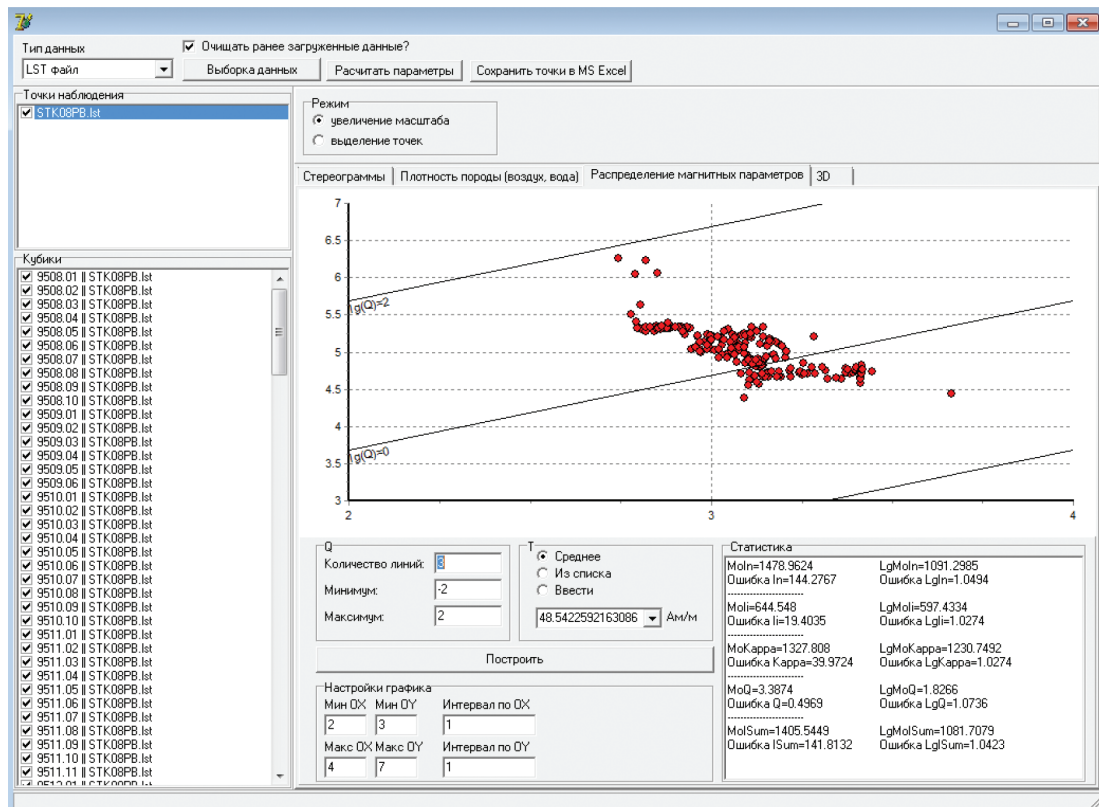 Тип данных
Очищать ранее загруженные данные?
LST файл
Выборка данных
Расчитать параметры
Сохранить точки в MS Excel
Точки наблюдения
STK08PB.lst
Режим
увеличение масштаба
выделение точек
Стереограммы
Плотность породы (воздух, вода)
Распределение магнитных параметров
3D
Кубики
9508.01 || STK08PB.lst
9508.02 || STK08PB.lst
9508.03 || STK08PB.lst
9508.04 || STK08PB.lst
9508.05 || STK08PB.lst
9508.06 || STK08PB.lst
9508.07 || STK08PB.lst
9508.08 || STK08PB.lst
9508.09 || STK08PB.lst
9508.10 || STK08PB.lst
9509.01 || STK08PB.lst
9509.02 || STK08PB.lst
9509.03 || STK08PB.lst
9509.04 || STK08PB.lst
9509.05 || STK08PB.lst
9509.06 || STK08PB.lst
9510.01 || STK08PB.lst
9510.02 || STK08PB.lst
9510.03 || STK08PB.lst
9510.04 || STK08PB.lst
9510.05 || STK08PB.lst
9510.06 || STK08PB.lst
9510.07 || STK08PB.lst
9510.08 || STK08PB.lst
9510.09 || STK08PB.lst
9510.10 || STK08PB.lst
9511.01 || STK08PB.lst
9511.02 || STK08PB.lst
9511.03 || STK08PB.lst
9511.04 || STK08PB.lst
9511.05 || STK08PB.lst
9511.06 || STK08PB.lst
9511.07 || STK08PB.lst
9511.08 || STK08PB.lst
9511.09 || STK08PB.lst
9511.10 || STK08PB.lst
9511.11 || STK08PB.lst
9512.01 || STK08PB.lst
7
6.5
6
lg(Q)=2
5.5
5
4.5
4
lg(Q)=0
3.5
3
2
3
4
Q
Количество линий:
3
Минимум:
-2
Максимум:
2
T
Среднее
Из списка
Ввести
48.5422592163086
Ам/м
Построить
Настройки графика
Мин OX
Мин OY
Интервал по OX
2
3
1
Макс OX
Макс OY
Интервал по OY
4
7
1
Статистика
MoIn=1478.9624 LgMoIn=1091.2985
Ошибка In=144.2767 Ошибка LgIn=1.0494
------------------------
MoIi=644.548 LgMoIi=597.4334
Ошибка Ii=19.4035 Ошибка LgIi=1.0274
------------------------
MoKappa=1327.808 LgMoKappa=1230.7492
Ошибка Kappa=39.9724 Ошибка LgKappa=1.0274
------------------------
MoQ=3.3874 LgMoQ=1.8266
Ошибка Q=0.4969 Ошибка LgQ=1.0736
------------------------
MoISum=1405.5449 LgMoISum=1081.7079
Ошибка ISum=141.8132 Ошибка LgISum=1.0423